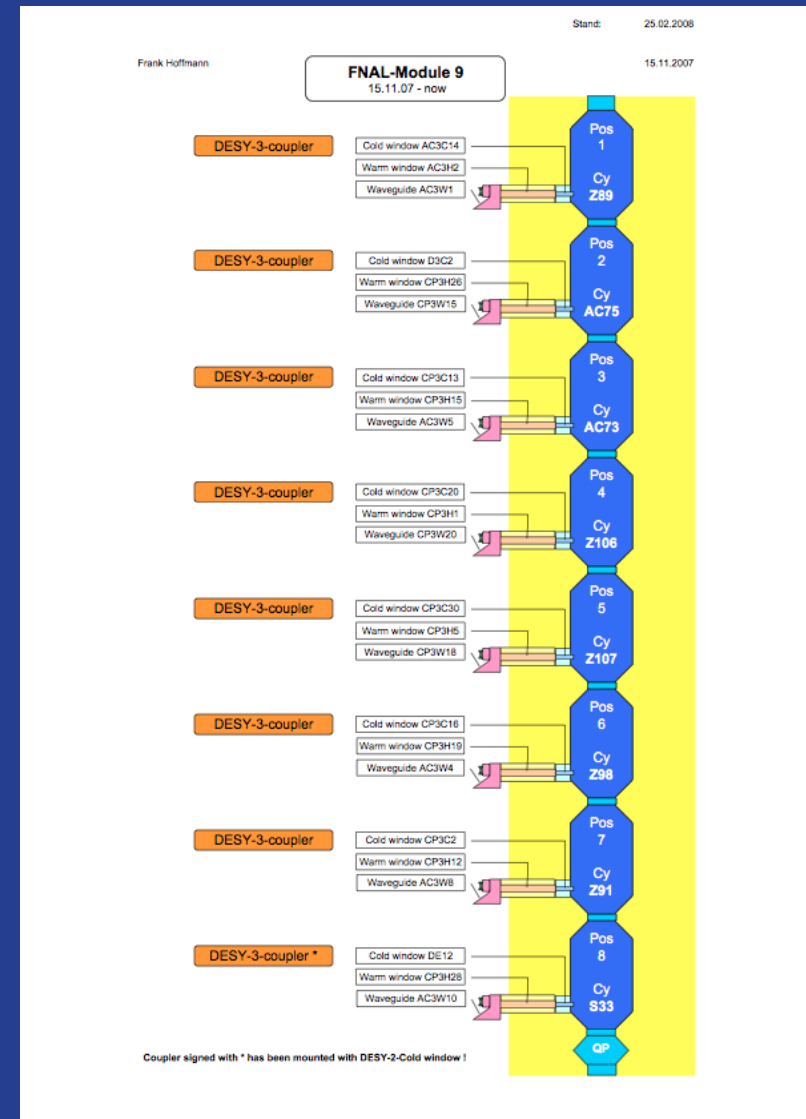 Stand: 25.02.2008
Frank Hoffmann
FNAL-Module 9
15.11.07 - now
15.11.2007
DESY-3-coupler
Cold window AC3C14
Warm window AC3H2
Waveguide AC3W1
Pos
1
Cy
Z89
DESY-3-coupler
Cold window D3C2
Warm window CP3H26
Waveguide CP3W15
Pos
2
Cy
AC75
DESY-3-coupler
Cold window CP3C13
Warm window CP3H15
Waveguide AC3W5
Pos
3
Cy
AC73
DESY-3-coupler
Cold window CP3C20
Warm window CP3H1
Waveguide CP3W20
Pos
4
Cy
Z106
DESY-3-coupler
Cold window CP3C30
Warm window CP3H5
Waveguide CP3W18
Pos
5
Cy
Z107
DESY-3-coupler
Cold window CP3C16
Warm window CP3H19
Waveguide AC3W4
Pos
6
Cy
Z98
DESY-3-coupler
Cold window CP3C2
Warm window CP3H12
Waveguide AC3W8
Pos
7
Cy
Z91
DESY-3-coupler *
Cold window DE12
Warm window CP3H28
Waveguide AC3W10
Pos
8
Cy
S33
QP
Coupler signed with * has been mounted with DESY-2-Cold window !